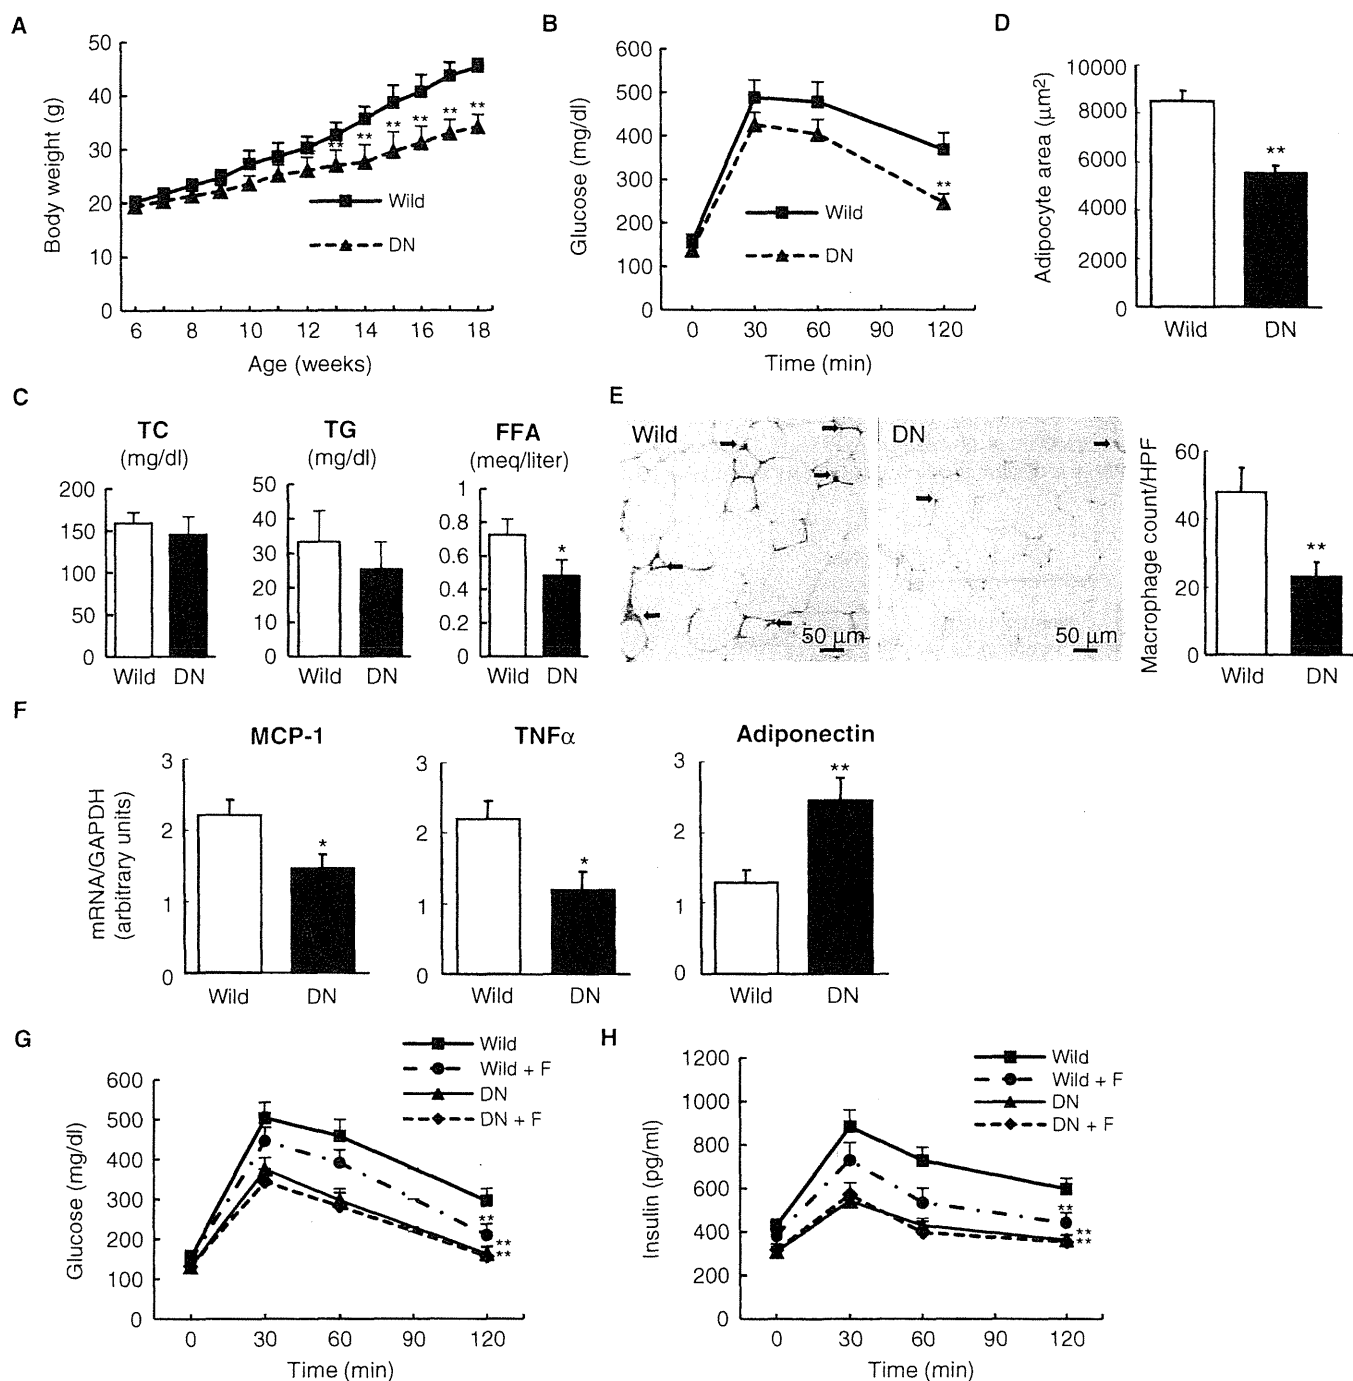 A
Body weight (g)
50
40
30
20
10
0
** ** ** ** ** **
Wild
DN
6 8 10 12 14 16 18
Age (weeks)
B
Glucose (mg/dl)
600
500
400
300
200
100
0
**
Wild
DN
0 30 60 90 120
Time (min)
D
Adipocyte area (μm²)
10000
8000
6000
4000
2000
0
**
Wild DN
C
TC
(mg/dl)
200
150
100
50
0
Wild DN
TG
(mg/dl)
50
40
30
20
10
0
Wild DN
FFA
(meq/liter)
1
0.8
0.6
0.4
0.2
0
*
Wild DN
E
Wild
50 μm
DN
50 μm
Macrophage count/HPF
60
40
20
0
**
Wild DN
F
mRNA/GAPDH
(arbitrary units)
MCP-1
3
2
1
0
*
Wild DN
TNFα
3
2
1
0
*
Wild DN
Adiponectin
3
2
1
0
**
Wild DN
G
Wild
Wild + F
DN
DN + F
Glucose (mg/dl)
600
500
400
300
200
100
0
**
**
**
0 30 60 90 120
Time (min)
H
Wild
Wild + F
DN
DN + F
Insulin (pg/ml)
1200
1000
800
600
400
200
0
**
**
**
0 30 60 90 120
Time (min)